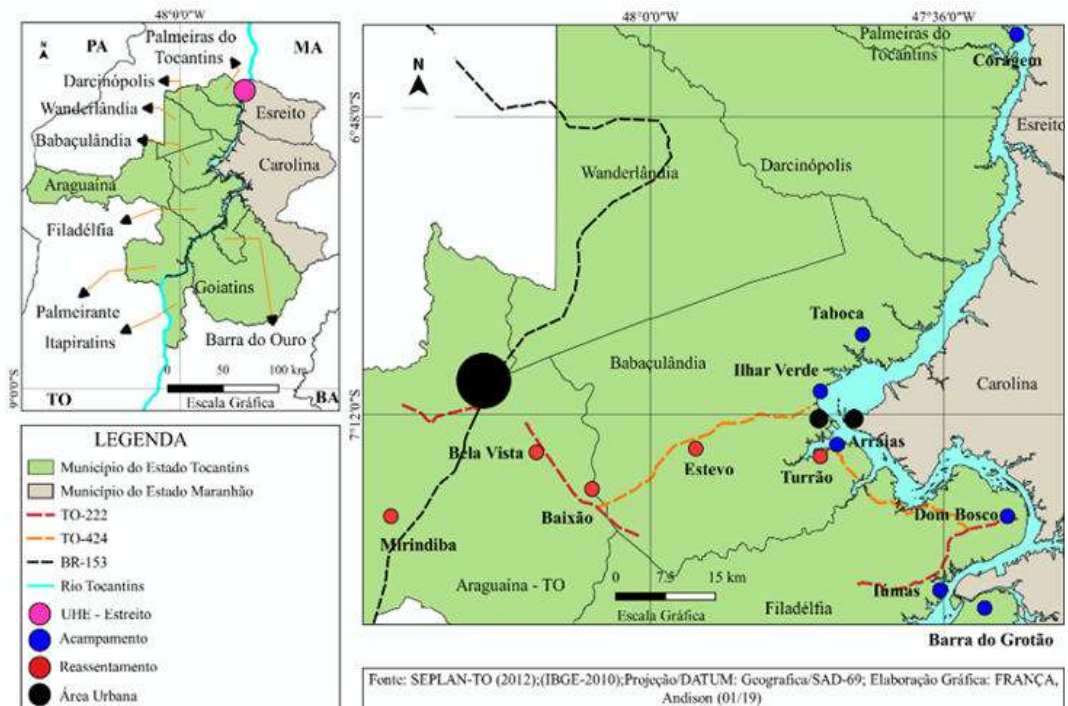 48°0'0"W
N
PA
MA
Palmeiras do
Tocantins
Darcinópolis
Wanderlândia
Babaçulândia
Esreito
Carolina
Araguaína
Filadélfia
Goiatins
Palmeirante
Itapiratins
Barra do Ouro
0 50 100 km
Escala Gráfica
TO
BA
9°0'0"S
LEGENDA
Município do Estado Tocantins
Município do Estado Maranhão
TO-222
TO-424
BR-153
Rio Tocantins
UHE - Estreito
Acampamento
Reassentamento
Área Urbana
48°0'0"W
47°36'0"W
6°48'0"S
7°12'0"S
N
Palmeiras do
Tocantins
Coragem
Esreito
Wanderlândia
Darcinópolis
Taboca
Babaçulândia
Ilhar Verde
Carolina
Arraias
Bela Vista
Estevo
Turrão
Baixão
Dom Bosco
Mirindiba
Araguaína - TO
0 7.5 15 km
Escala Gráfica
Filadélfia
Iúmas
Barra do Grotão
Fonte: SEPLAN-TO (2012);(IBGE-2010);Projeção/DATUM: Geografica/SAD-69; Elaboração Gráfica: FRANÇA,
Andison (01/19)